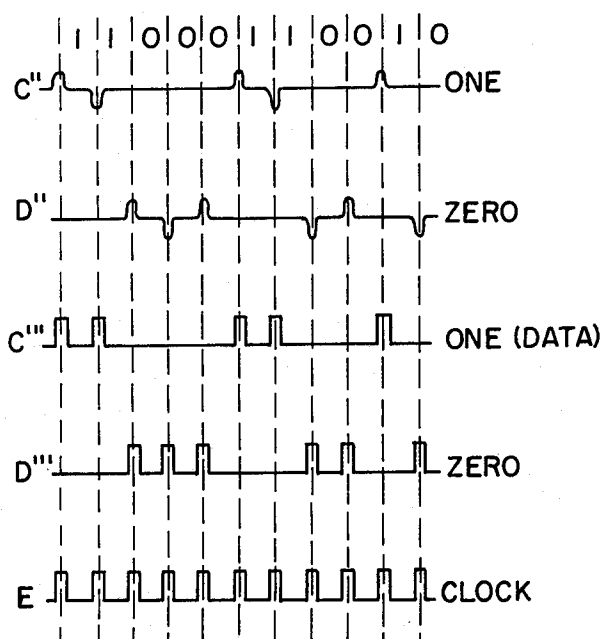 1 1 0 0 0 1 1 0 0 1 0
C'' ONE
D'' ZERO
C''' ONE (DATA)
D''' ZERO
E CLOCK